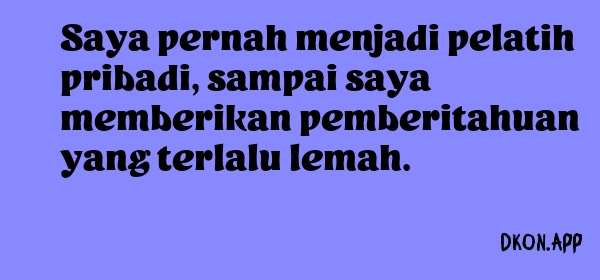 Saya pernah menjadi pelatih
pribadi, sampai saya
memberikan pemberitahuan
yang terlalu lemah.
DKON.APP